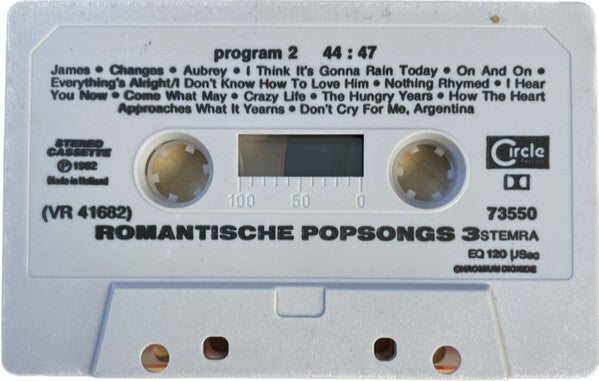 program 2 44 : 47
James • Changes • Aubrey • I Think It's Gonna Rain Today • On And On •
Everything's Alright/I Don't Know How To Love Him • Nothing Rhymed • I Hear
You Now • Come What May • Crazy Life • The Hungry Years • How The Heart
Approaches What It Yearns • Don't Cry For Me, Argentina
STEREO
CASSETTE
Ⓟ 1982
Made in Holland
Circle
100 50 0
(VR 41682)
73550
ROMANTISCHE POPSONGS 3
STEMRA
EQ 120 µSec
CHROMIUM DIOXIDE